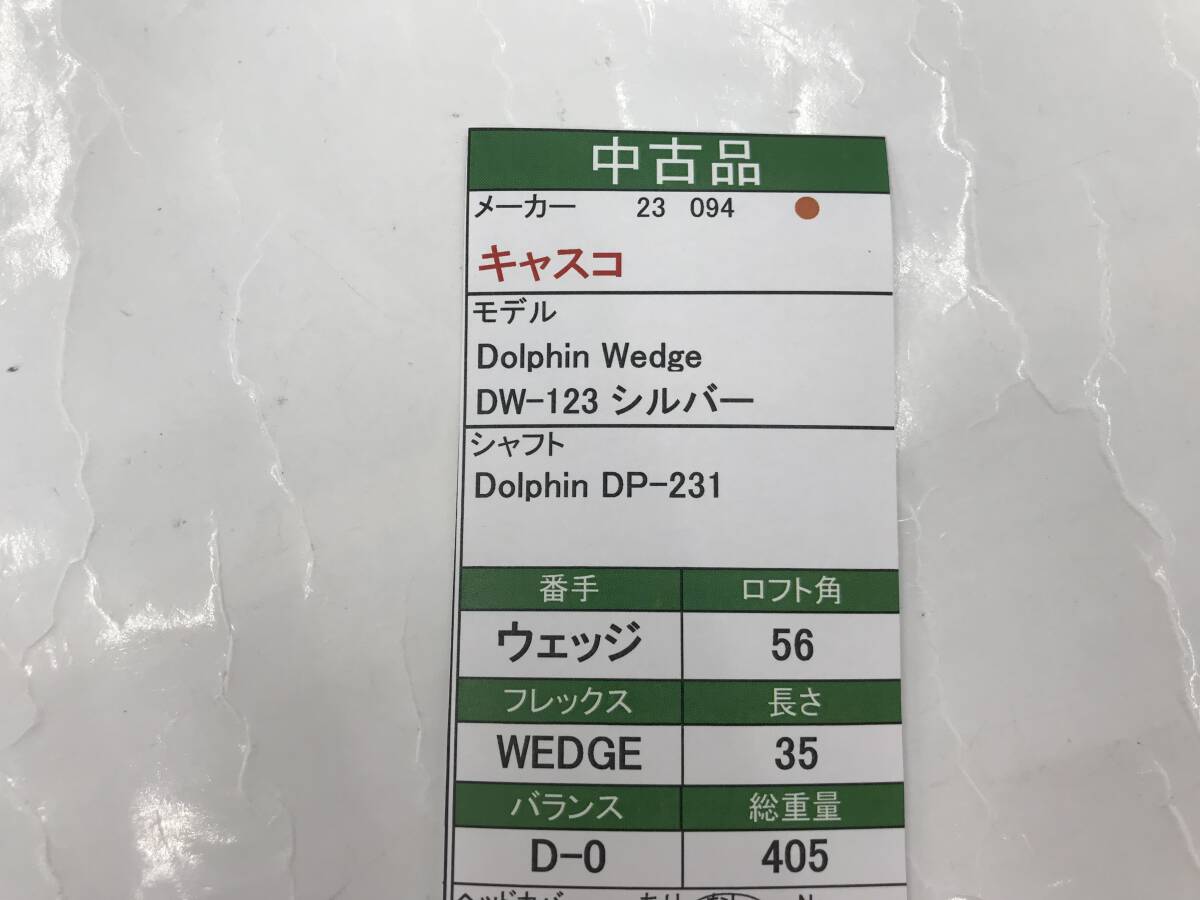 中古品
メーカー 23 094
キャスコ
モデル
Dolphin Wedge
DW-123 シルバー
シャフト
Dolphin DP-231
番手 ロフト角
ウェッジ 56
フレックス 長さ
WEDGE 35
バランス 総重量
D-0 405